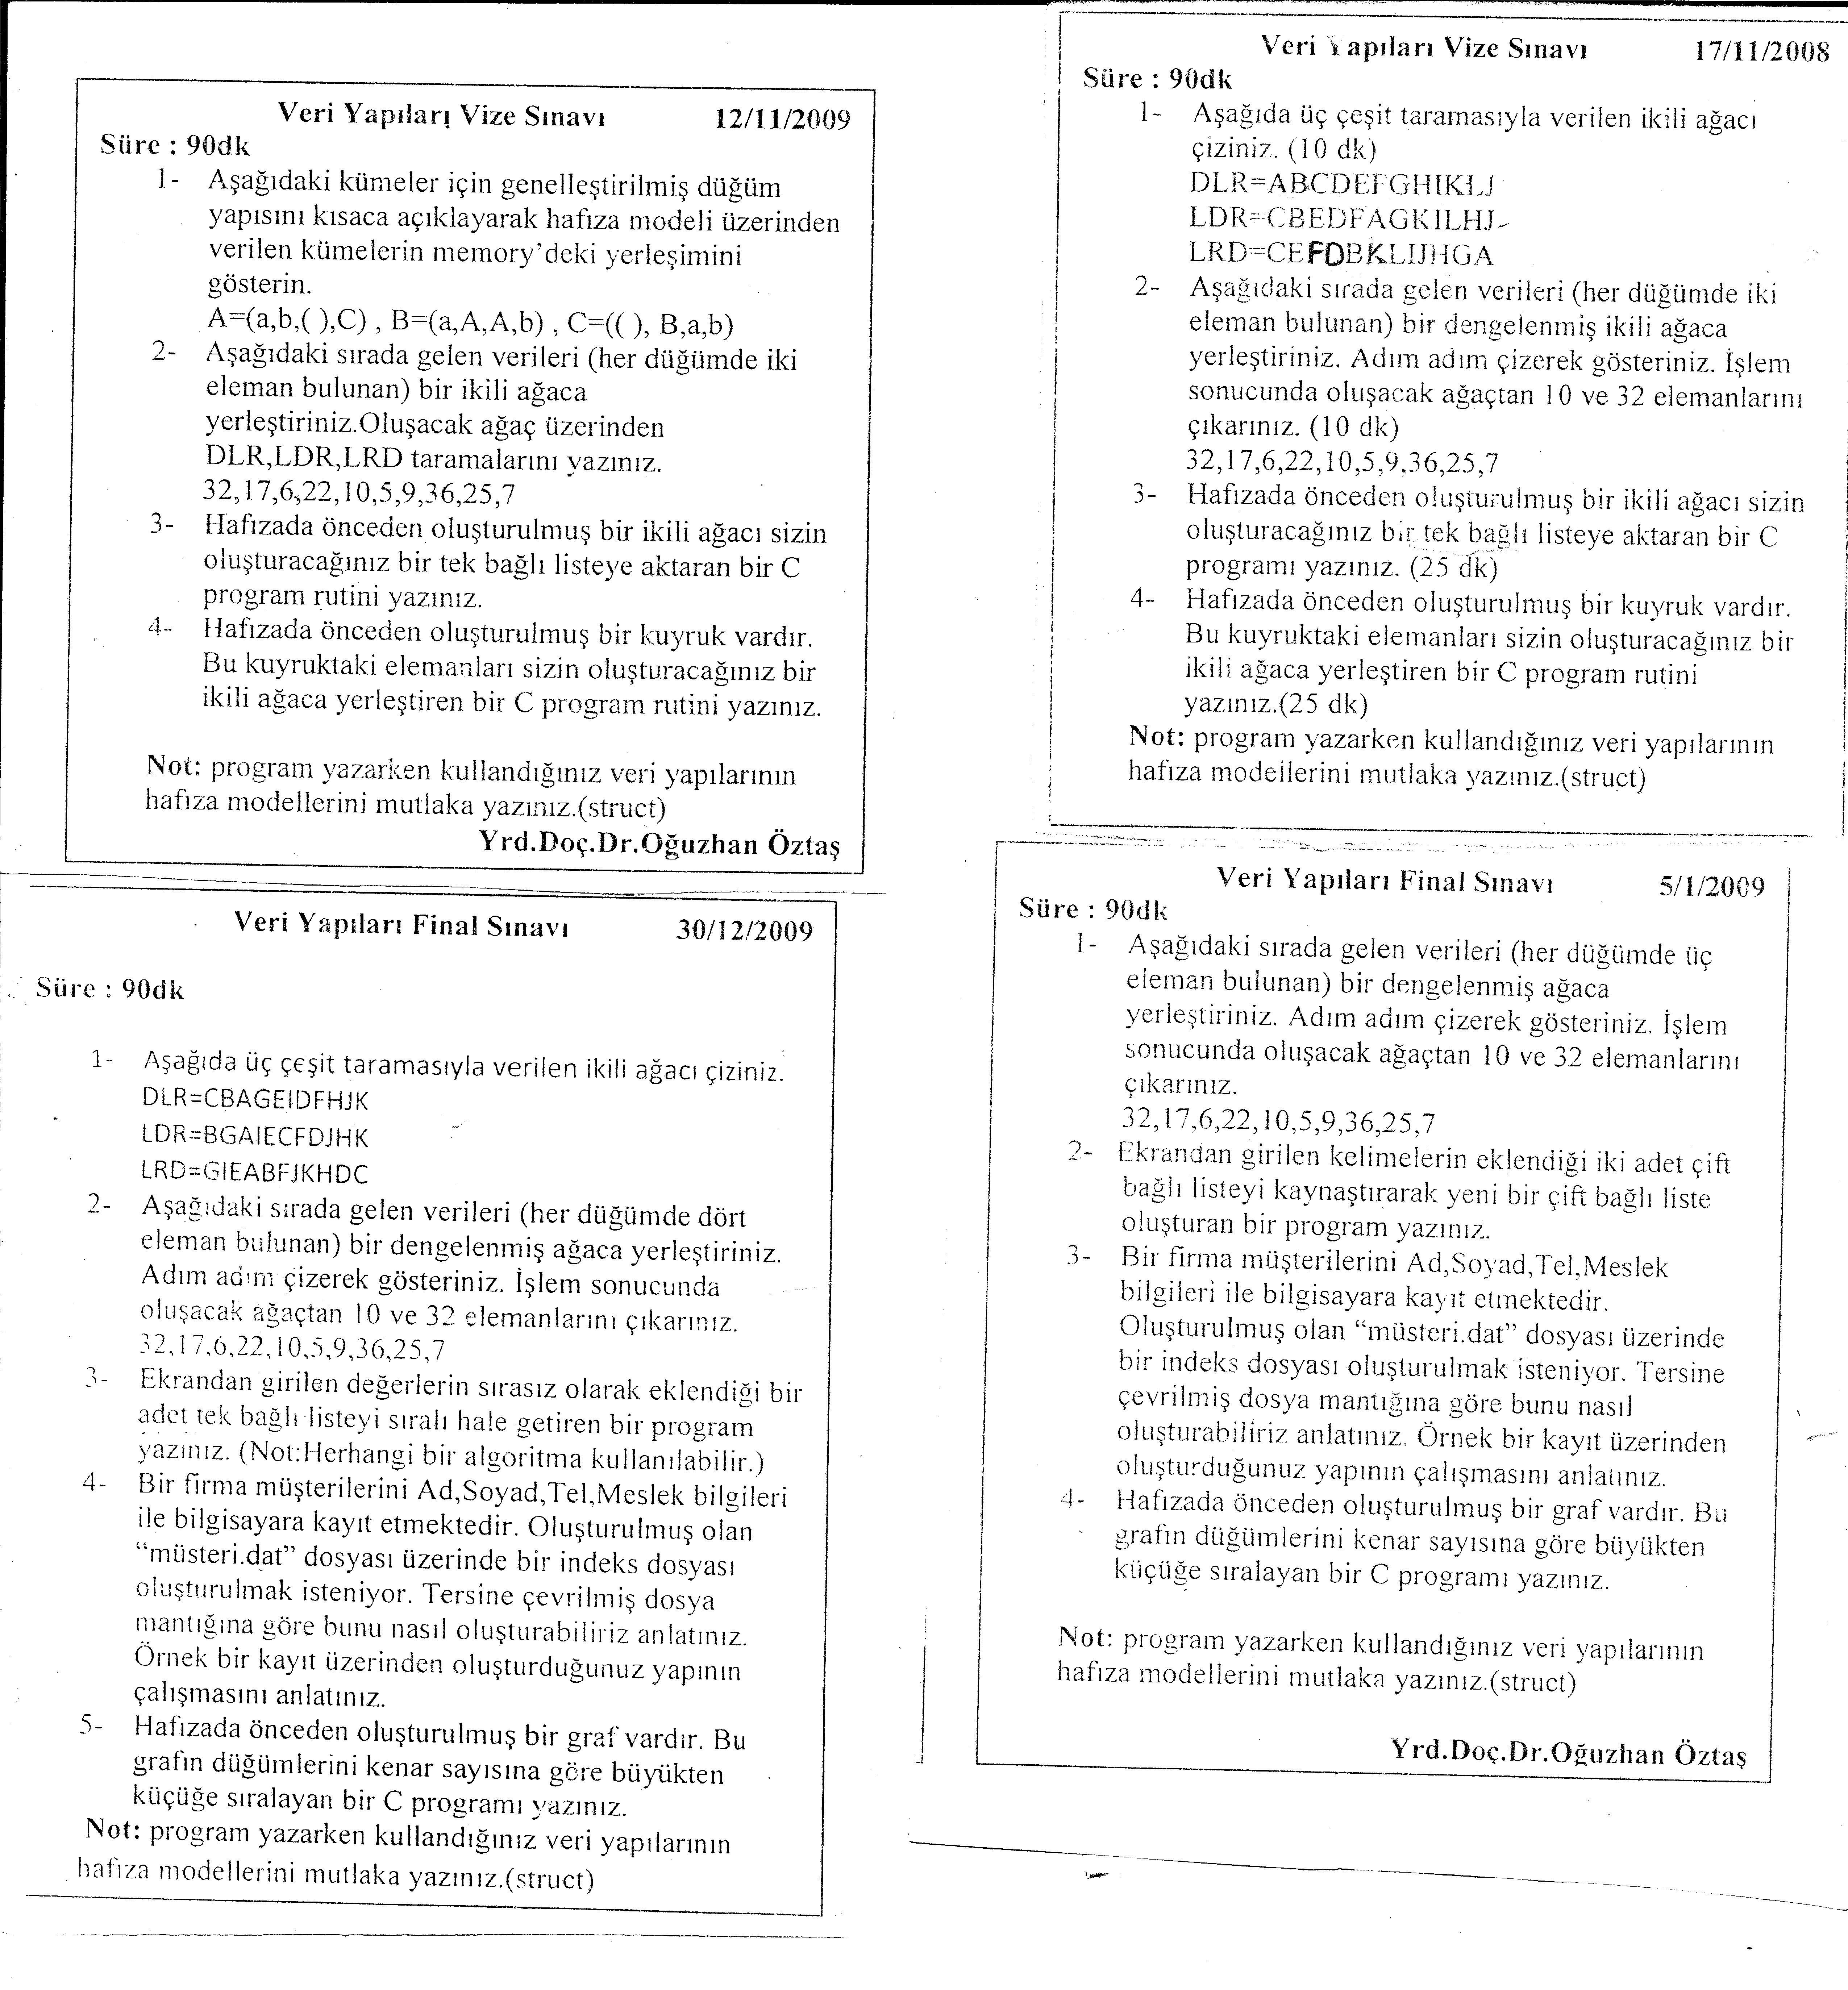 Veri Yapıları Vize Sınavı 12/11/2009
Süre : 90dk
1- Aşağıdaki kümeler için genelleştirilmiş düğüm
yapısını kısaca açıklayarak hafıza modeli üzerinden
verilen kümelerin memory'deki yerleşimini
gösterin.
A=(a,b,( ),C) , B=(a,A,A,b) , C=(( ), B,a,b)
2- Aşağıdaki sırada gelen verileri (her düğümde iki
eleman bulunan) bir ikili ağaca
yerleştiriniz.Oluşacak ağaç üzerinden
DLR,LDR,LRD taramalarını yazınız.
32,17,6,22,10,5,9,36,25,7
3- Hafızada önceden oluşturulmuş bir ikili ağacı sizin
oluşturacağınız bir tek bağlı listeye aktaran bir C
program rutini yazınız.
4- Hafızada önceden oluşturulmuş bir kuyruk vardır.
Bu kuyruktaki elemanları sizin oluşturacağınız bir
ikili ağaca yerleştiren bir C program rutini yazınız.
Not: program yazarken kullandığınız veri yapılarının
hafıza modellerini mutlaka yazınız.(struct)
Yrd.Doç.Dr.Oğuzhan Öztaş
Veri Yapıları Vize Sınavı 17/11/2008
Süre : 90dk
1- Aşağıda üç çeşit taramasıyla verilen ikili ağacı
çiziniz. (10 dk)
DLR=ABCDEFGHIKLJ
LDR=CBEDFAGKILHJ
LRD=CEFDBKLIJHGA
2- Aşağıdaki sırada gelen verileri (her düğümde iki
eleman bulunan) bir dengelenmiş ikili ağaca
yerleştiriniz. Adım adım çizerek gösteriniz. İşlem
sonucunda oluşacak ağaçtan 10 ve 32 elemanlarını
çıkarınız. (10 dk)
32,17,6,22,10,5,9,36,25,7
3- Hafızada önceden oluşturulmuş bir ikili ağacı sizin
oluşturacağınız bir tek bağlı listeye aktaran bir C
programı yazınız. (25 dk)
4- Hafızada önceden oluşturulmuş bir kuyruk vardır.
Bu kuyruktaki elemanları sizin oluşturacağınız bir
ikili ağaca yerleştiren bir C program rutini
yazınız.(25 dk)
Not: program yazarken kullandığınız veri yapılarının
hafıza modellerini mutlaka yazınız.(struct)
Veri Yapıları Final Sınavı 30/12/2009
Süre : 90dk
1- Aşağıda üç çeşit taramasıyla verilen ikili ağacı çiziniz.
DLR=CBAGEIDFHJK
LDR=BGAIECFDJHK
LRD=GIEABFJKHDC
2- Aşağıdaki sırada gelen verileri (her düğümde dört
eleman bulunan) bir dengelenmiş ağaca yerleştiriniz.
Adım adım çizerek gösteriniz. İşlem sonucunda
oluşacak ağaçtan 10 ve 32 elemanlarını çıkarınız.
32,17,6,22,10,5,9,36,25,7
3- Ekrandan girilen değerlerin sırasız olarak eklendiği bir
adet tek bağlı listeyi sıralı hale getiren bir program
yazınız. (Not:Herhangi bir algoritma kullanılabilir.)
4- Bir firma müşterilerini Ad,Soyad,Tel,Meslek bilgileri
ile bilgisayara kayıt etmektedir. Oluşturulmuş olan
“müsteri.dat” dosyası üzerinde bir indeks dosyası
oluşturulmak isteniyor. Tersine çevrilmiş dosya
mantığına göre bunu nasıl oluşturabiliriz anlatınız.
Örnek bir kayıt üzerinden oluşturduğunuz yapının
çalışmasını anlatınız.
5- Hafızada önceden oluşturulmuş bir graf vardır. Bu
grafın düğümlerini kenar sayısına göre büyükten
küçüğe sıralayan bir C programı yazınız.
Not: program yazarken kullandığınız veri yapılarının
hafıza modellerini mutlaka yazınız.(struct)
Veri Yapıları Final Sınavı 5/1/2009
Süre : 90dk
1- Aşağıdaki sırada gelen verileri (her düğümde üç
eleman bulunan) bir dengelenmiş ağaca
yerleştiriniz. Adım adım çizerek gösteriniz. İşlem
sonucunda oluşacak ağaçtan 10 ve 32 elemanlarını
çıkarınız.
32,17,6,22,10,5,9,36,25,7
2- Ekrandan girilen kelimelerin eklendiği iki adet çift
bağlı listeyi kaynaştırarak yeni bir çift bağlı liste
oluşturan bir program yazınız.
3- Bir firma müşterilerini Ad,Soyad,Tel,Meslek
bilgileri ile bilgisayara kayıt etmektedir.
Oluşturulmuş olan “müsteri.dat” dosyası üzerinde
bir indeks dosyası oluşturulmak isteniyor. Tersine
çevrilmiş dosya mantığına göre bunu nasıl
oluşturabiliriz anlatınız. Örnek bir kayıt üzerinden
oluşturduğunuz yapının çalışmasını anlatınız.
4- Hafızada önceden oluşturulmuş bir graf vardır. Bu
grafın düğümlerini kenar sayısına göre büyükten
küçüğe sıralayan bir C programı yazınız.
Not: program yazarken kullandığınız veri yapılarının
hafıza modellerini mutlaka yazınız.(struct)
Yrd.Doç.Dr.Oğuzhan Öztaş